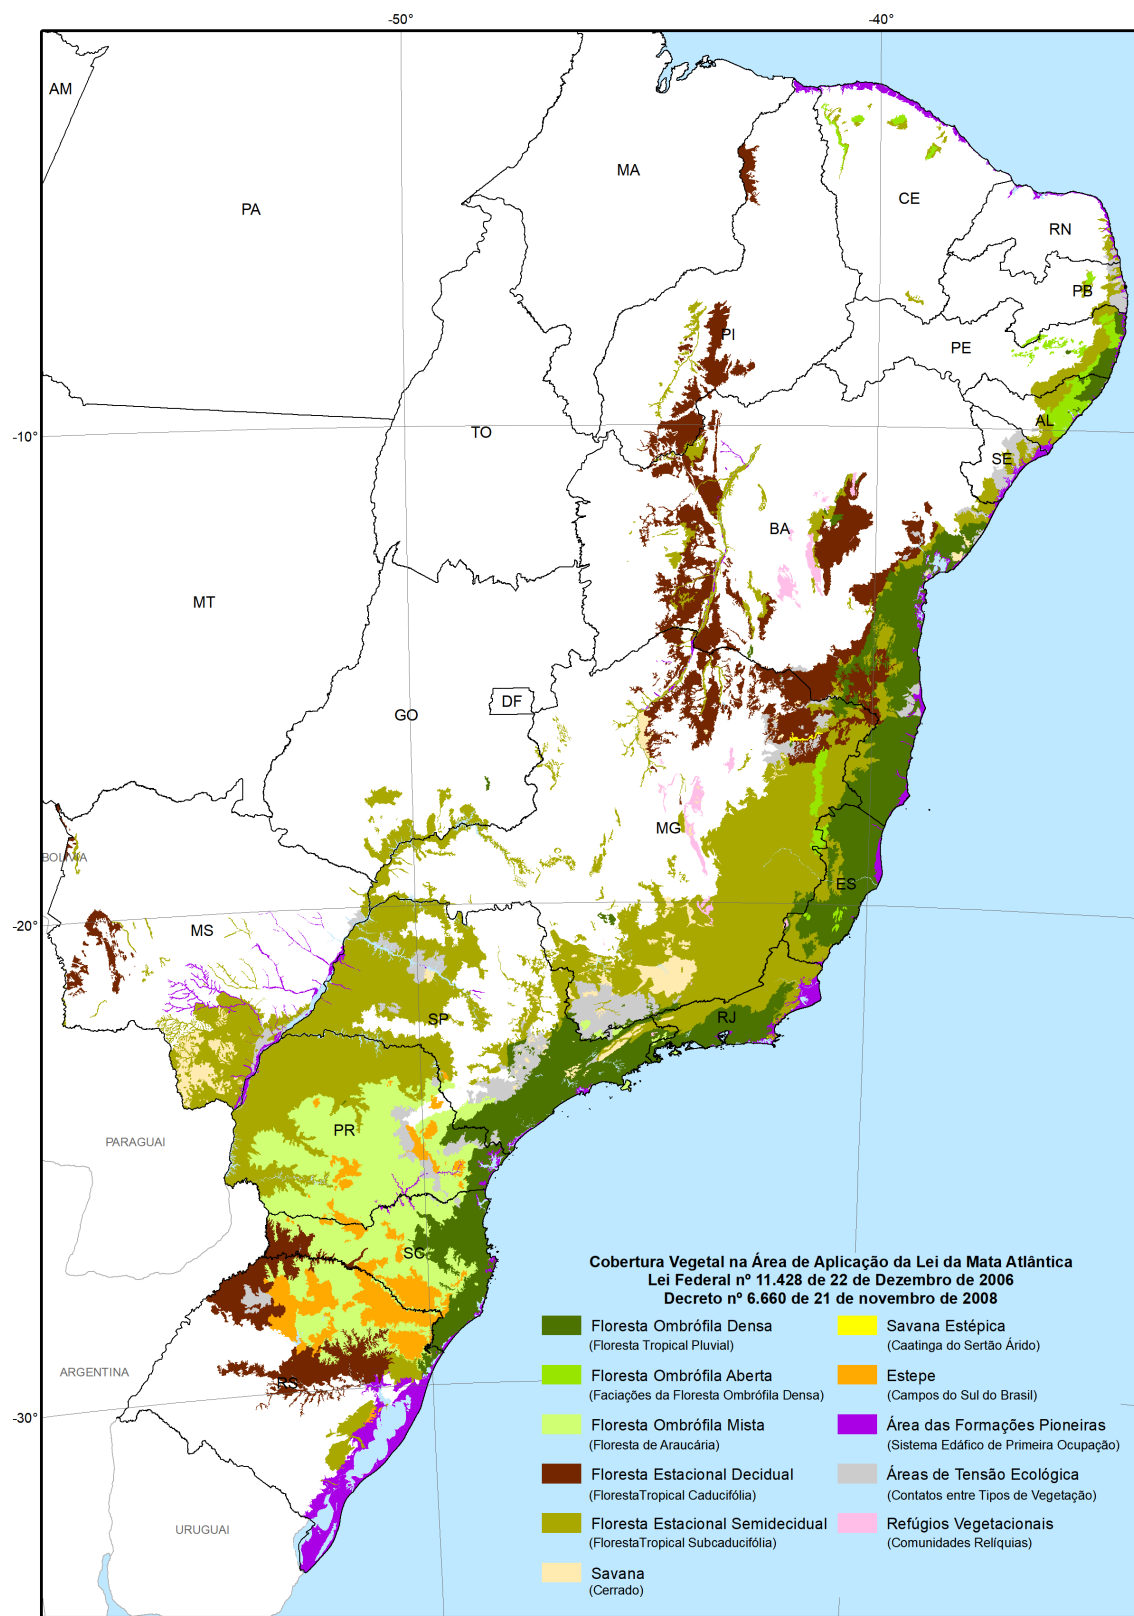 -50°
-40°
AM
PA
MA
CE
RN
PB
PI
PE
AL
-10°
TO
SE
BA
MT
DF
GO
MG
BOLIVIA
ES
-20°
MS
SP
RJ
PR
PARAGUAI
SC
ARGENTINA
RS
-30°
URUGUAI
Cobertura Vegetal na Área de Aplicação da Lei da Mata Atlântica
Lei Federal nº 11.428 de 22 de Dezembro de 2006
Decreto nº 6.660 de 21 de novembro de 2008
Floresta Ombrófila Densa
(Floresta Tropical Pluvial)
Floresta Ombrófila Aberta
(Faciações da Floresta Ombrófila Densa)
Floresta Ombrófila Mista
(Floresta de Araucária)
Floresta Estacional Decidual
(FlorestaTropical Caducifólia)
Floresta Estacional Semidecidual
(FlorestaTropical Subcaducifólia)
Savana
(Cerrado)
Savana Estépica
(Caatinga do Sertão Árido)
Estepe
(Campos do Sul do Brasil)
Área das Formações Pioneiras
(Sistema Edáfico de Primeira Ocupação)
Áreas de Tensão Ecológica
(Contatos entre Tipos de Vegetação)
Refúgios Vegetacionais
(Comunidades Relíquias)